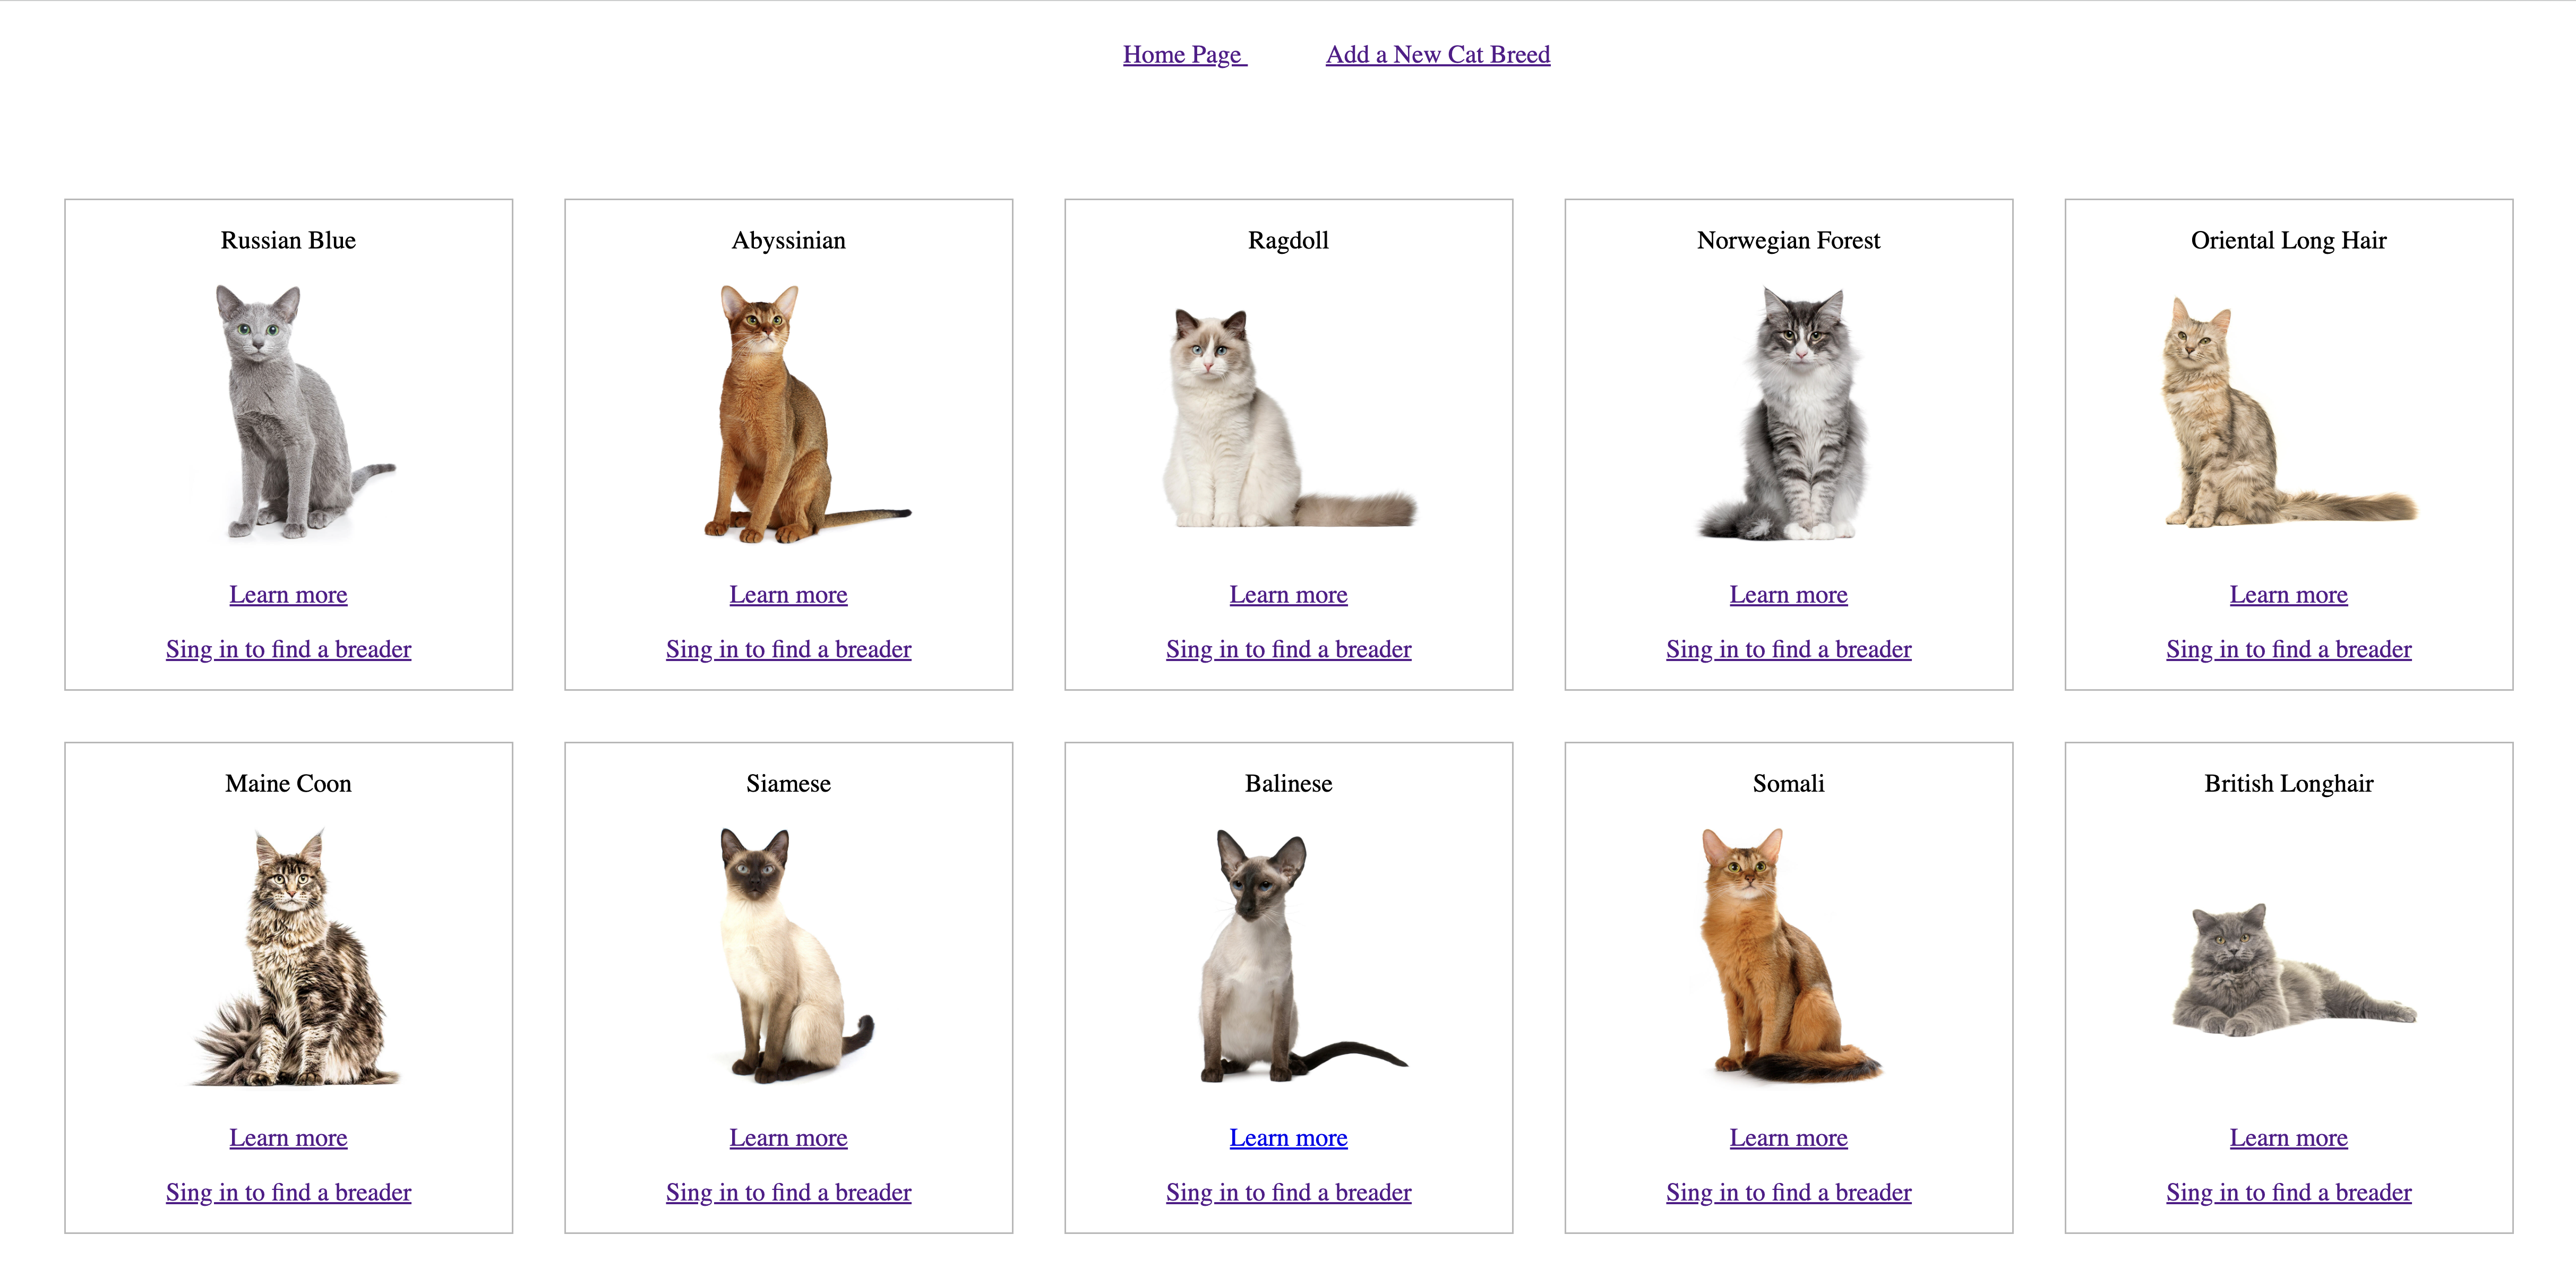 Home Page
Add a New Cat Breed
Russian Blue
Learn more
Sing in to find a breader
Abyssinian
Learn more
Sing in to find a breader
Ragdoll
Learn more
Sing in to find a breader
Norwegian Forest
Learn more
Sing in to find a breader
Oriental Long Hair
Learn more
Sing in to find a breader
Maine Coon
Learn more
Sing in to find a breader
Siamese
Learn more
Sing in to find a breader
Balinese
Learn more
Sing in to find a breader
Somali
Learn more
Sing in to find a breader
British Longhair
Learn more
Sing in to find a breader